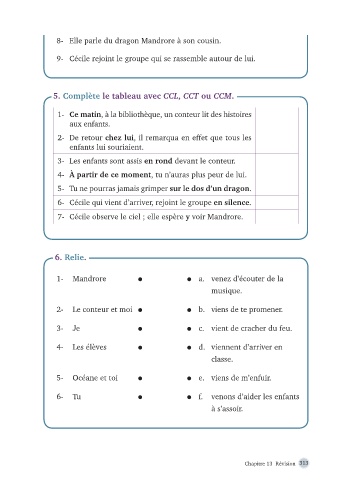 8- Elle parle du dragon Mandrore à son cousin.
9- Cécile rejoint le groupe qui se rassemble autour de lui.
5. Complète le tableau avec CCL, CCT ou CCM.
1- Ce matin, à la bibliothèque, un conteur lit des histoires
aux enfants.
2- De retour chez lui, il remarqua en effet que tous les
enfants lui souriaient.
3- Les enfants sont assis en rond devant le conteur.
4- À partir de ce moment, tu n'auras plus peur de lui.
5- Tu ne pourras jamais grimper sur le dos d'un dragon.
6- Cécile qui vient d'arriver, rejoint le groupe en silence.
7- Cécile observe le ciel ; elle espère y voir Mandrore.
6. Relie.
1- Mandrore • • a. venez d'écouter de la
musique.
2- Le conteur et moi • • b. viens de te promener.
3- Je • • c. vient de cracher du feu.
4- Les élèves • • d. viennent d'arriver en
classe.
5- Océane et toi • • e. viens de m'enfuir.
6- Tu • • f. venons d'aider les enfants
à s'assoir.
Chapitre 13 Révision 313